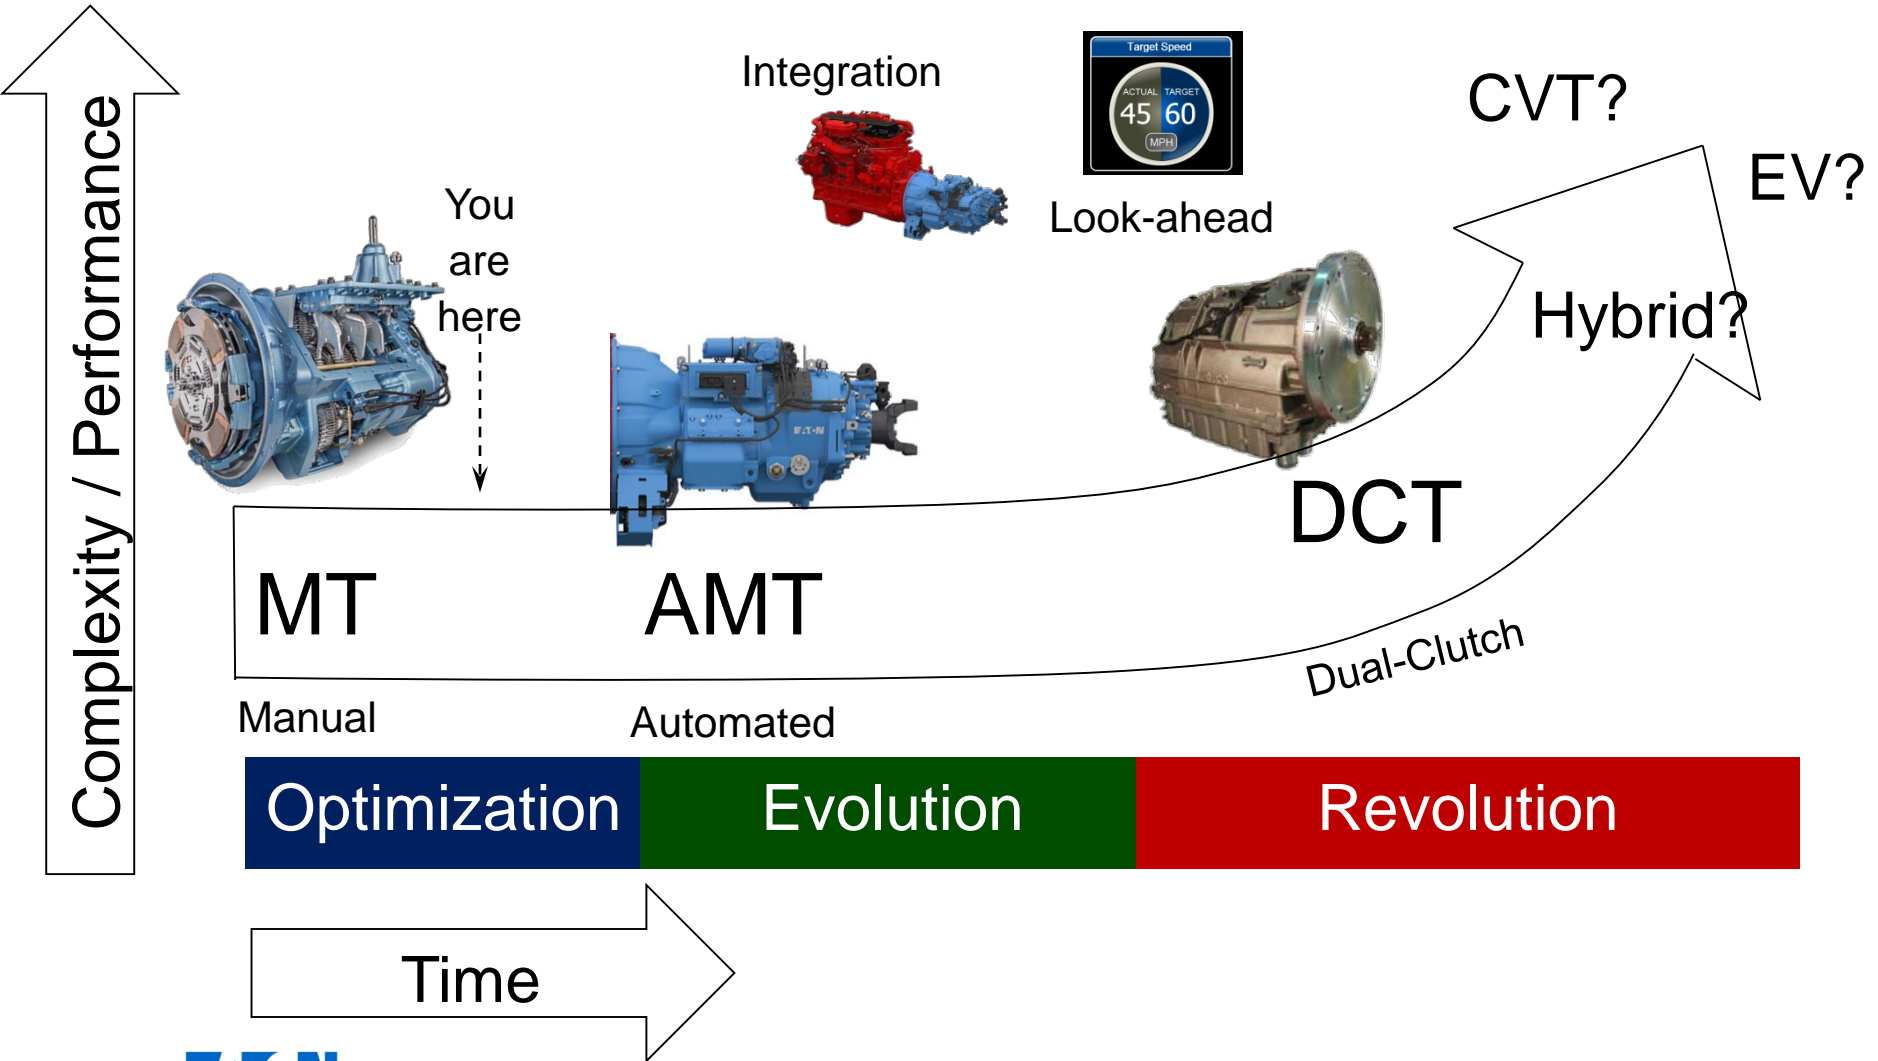 Complexity / Performance
You
are
here
Integration
Target Speed
ACTUAL TARGET
45 60
MPH
Look-ahead
CVT?
EV?
Hybrid?
E·T·N
MT
AMT
DCT
Dual-Clutch
Manual
Automated
Optimization
Evolution
Revolution
Time